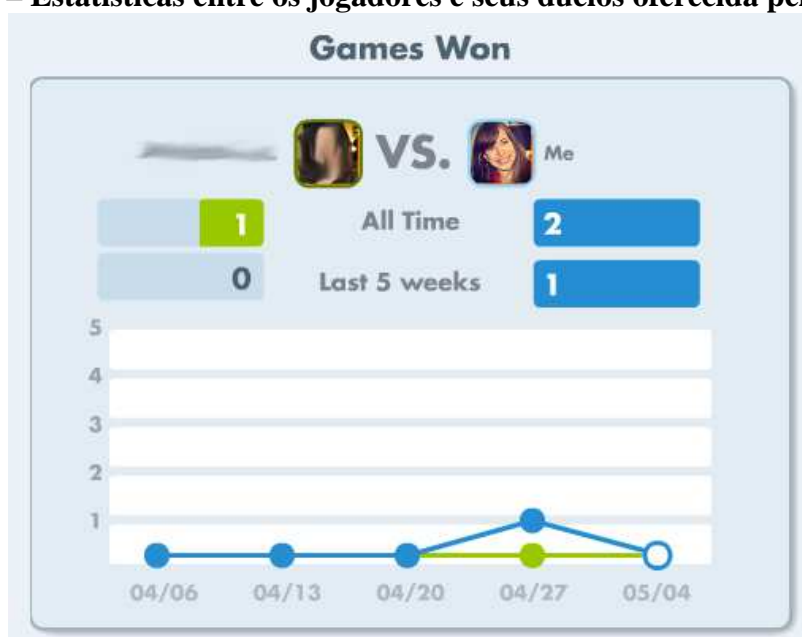 – Estatísticas entre os jogadores e seus duelos oferecida pel
Games Won
VS. Me
1 All Time 2
0 Last 5 weeks 1
5
4
3
2
1
04/06 04/13 04/20 04/27 05/04